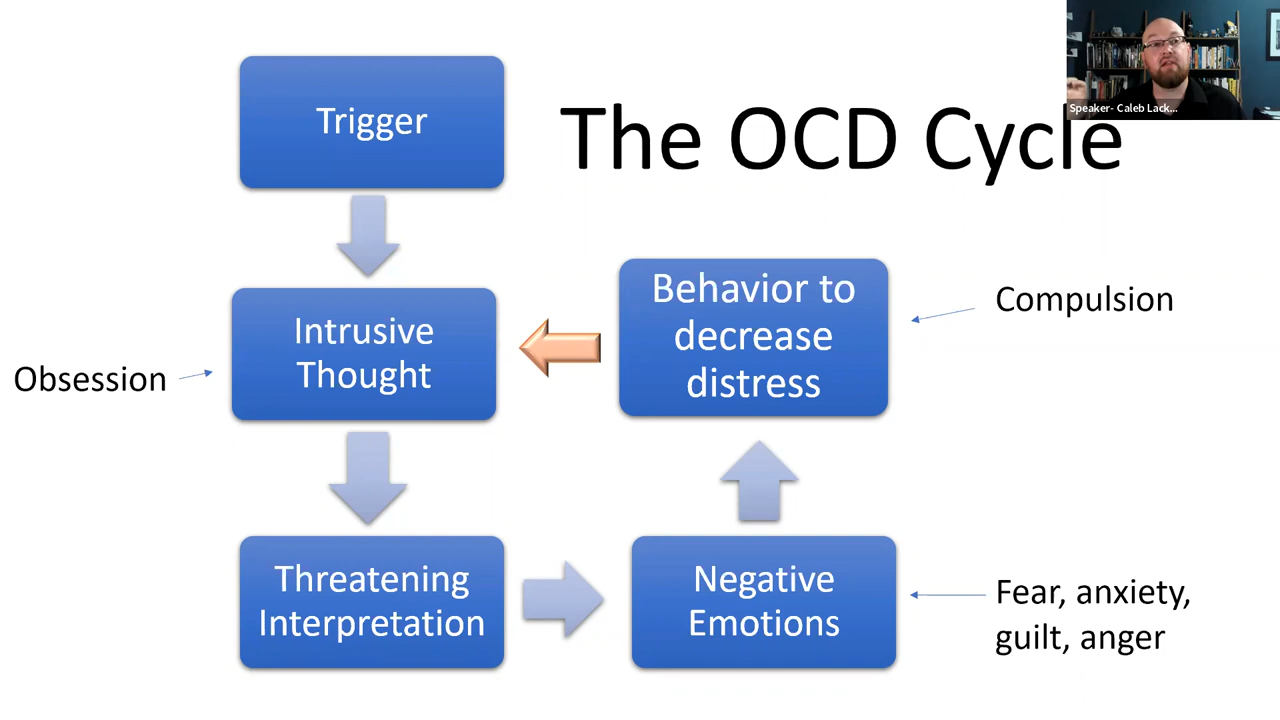 Trigger
The OCD Cycle
Speaker- Caleb Lack...
Intrusive
Thought
Obsession
Behavior to
decrease
distress
Compulsion
Threatening
Interpretation
Negative
Emotions
Fear, anxiety,
guilt, anger